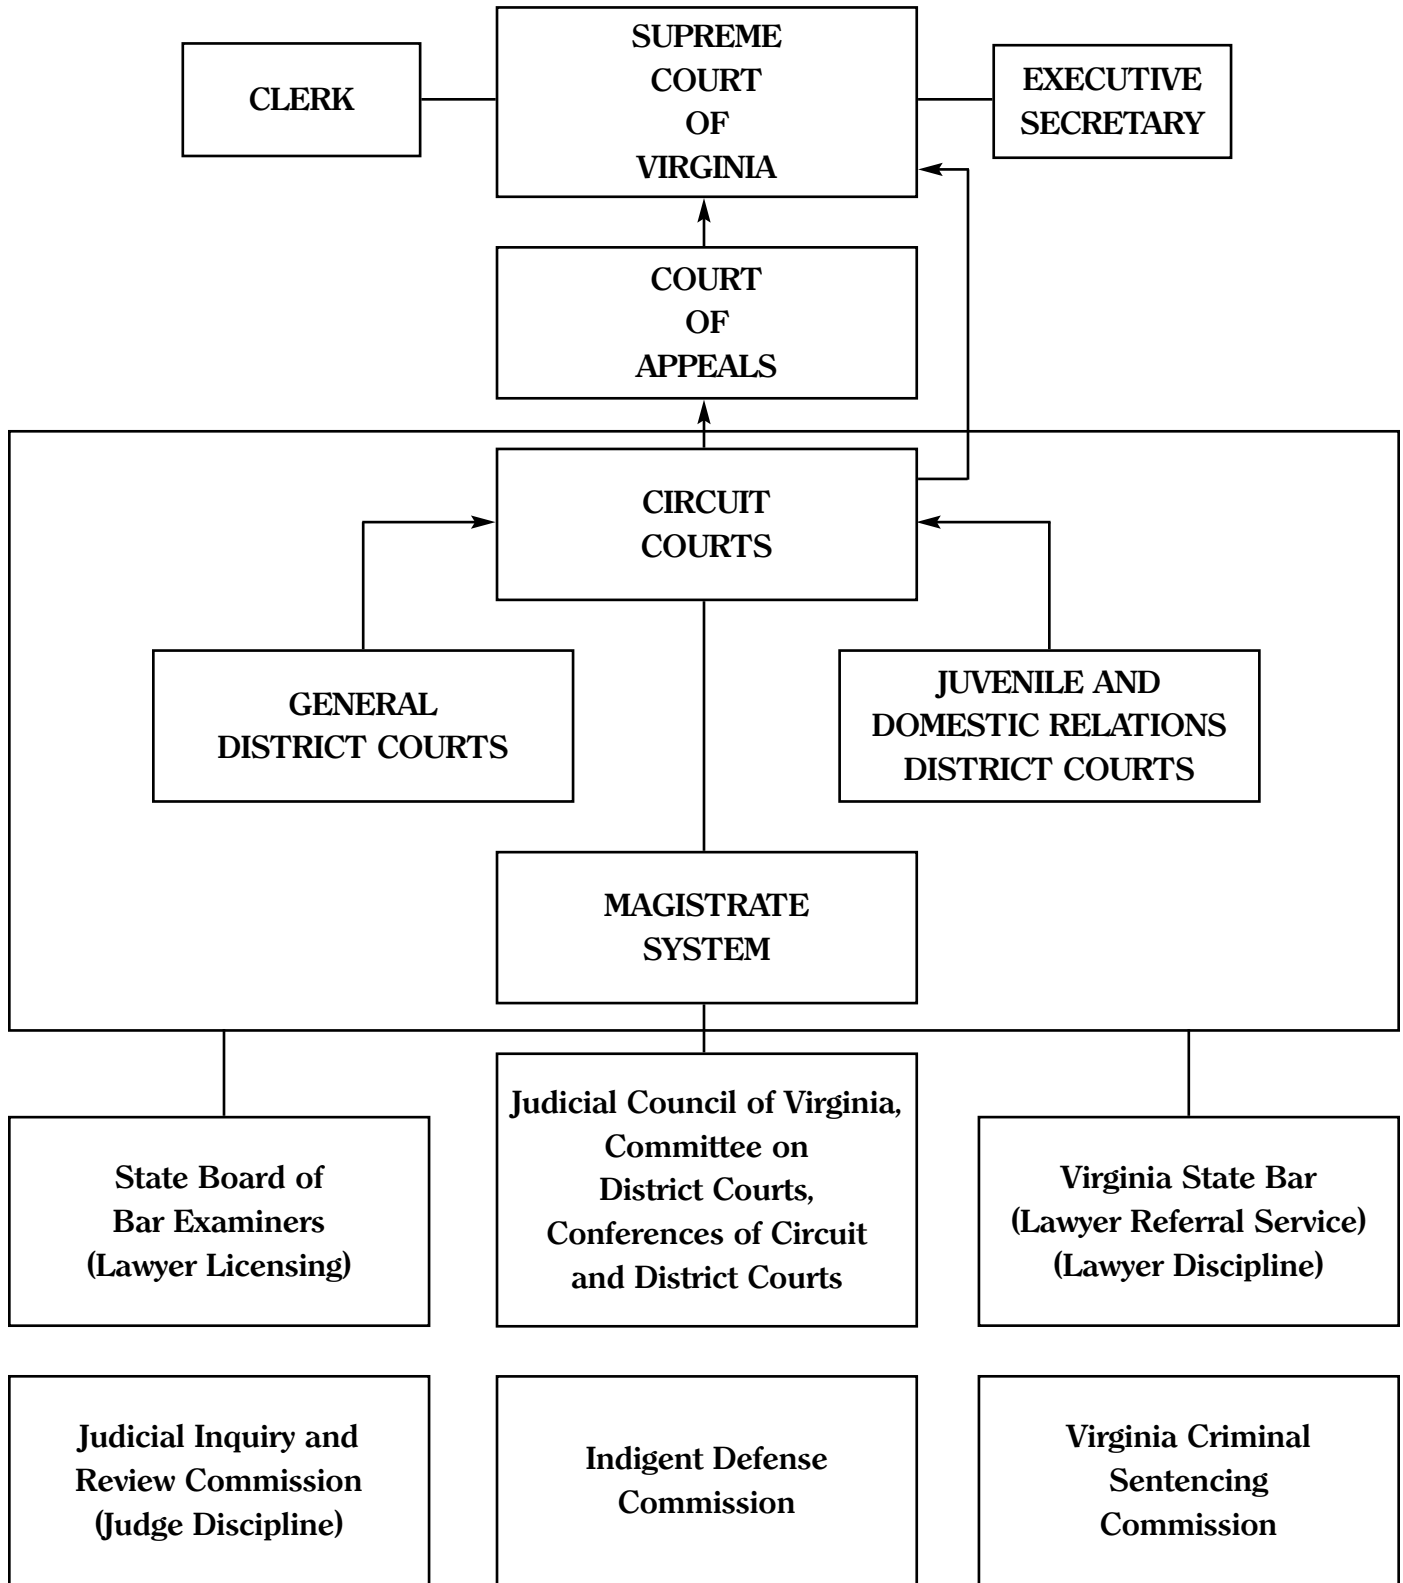 CLERK
SUPREME
COURT
OF
VIRGINIA
EXECUTIVE
SECRETARY
COURT
OF
APPEALS
CIRCUIT
COURTS
GENERAL
DISTRICT COURTS
JUVENILE AND
DOMESTIC RELATIONS
DISTRICT COURTS
MAGISTRATE
SYSTEM
State Board of
Bar Examiners
(Lawyer Licensing)
Judicial Council of Virginia,
Committee on
District Courts,
Conferences of Circuit
and District Courts
Virginia State Bar
(Lawyer Referral Service)
(Lawyer Discipline)
Judicial Inquiry and
Review Commission
(Judge Discipline)
Indigent Defense
Commission
Virginia Criminal
Sentencing
Commission